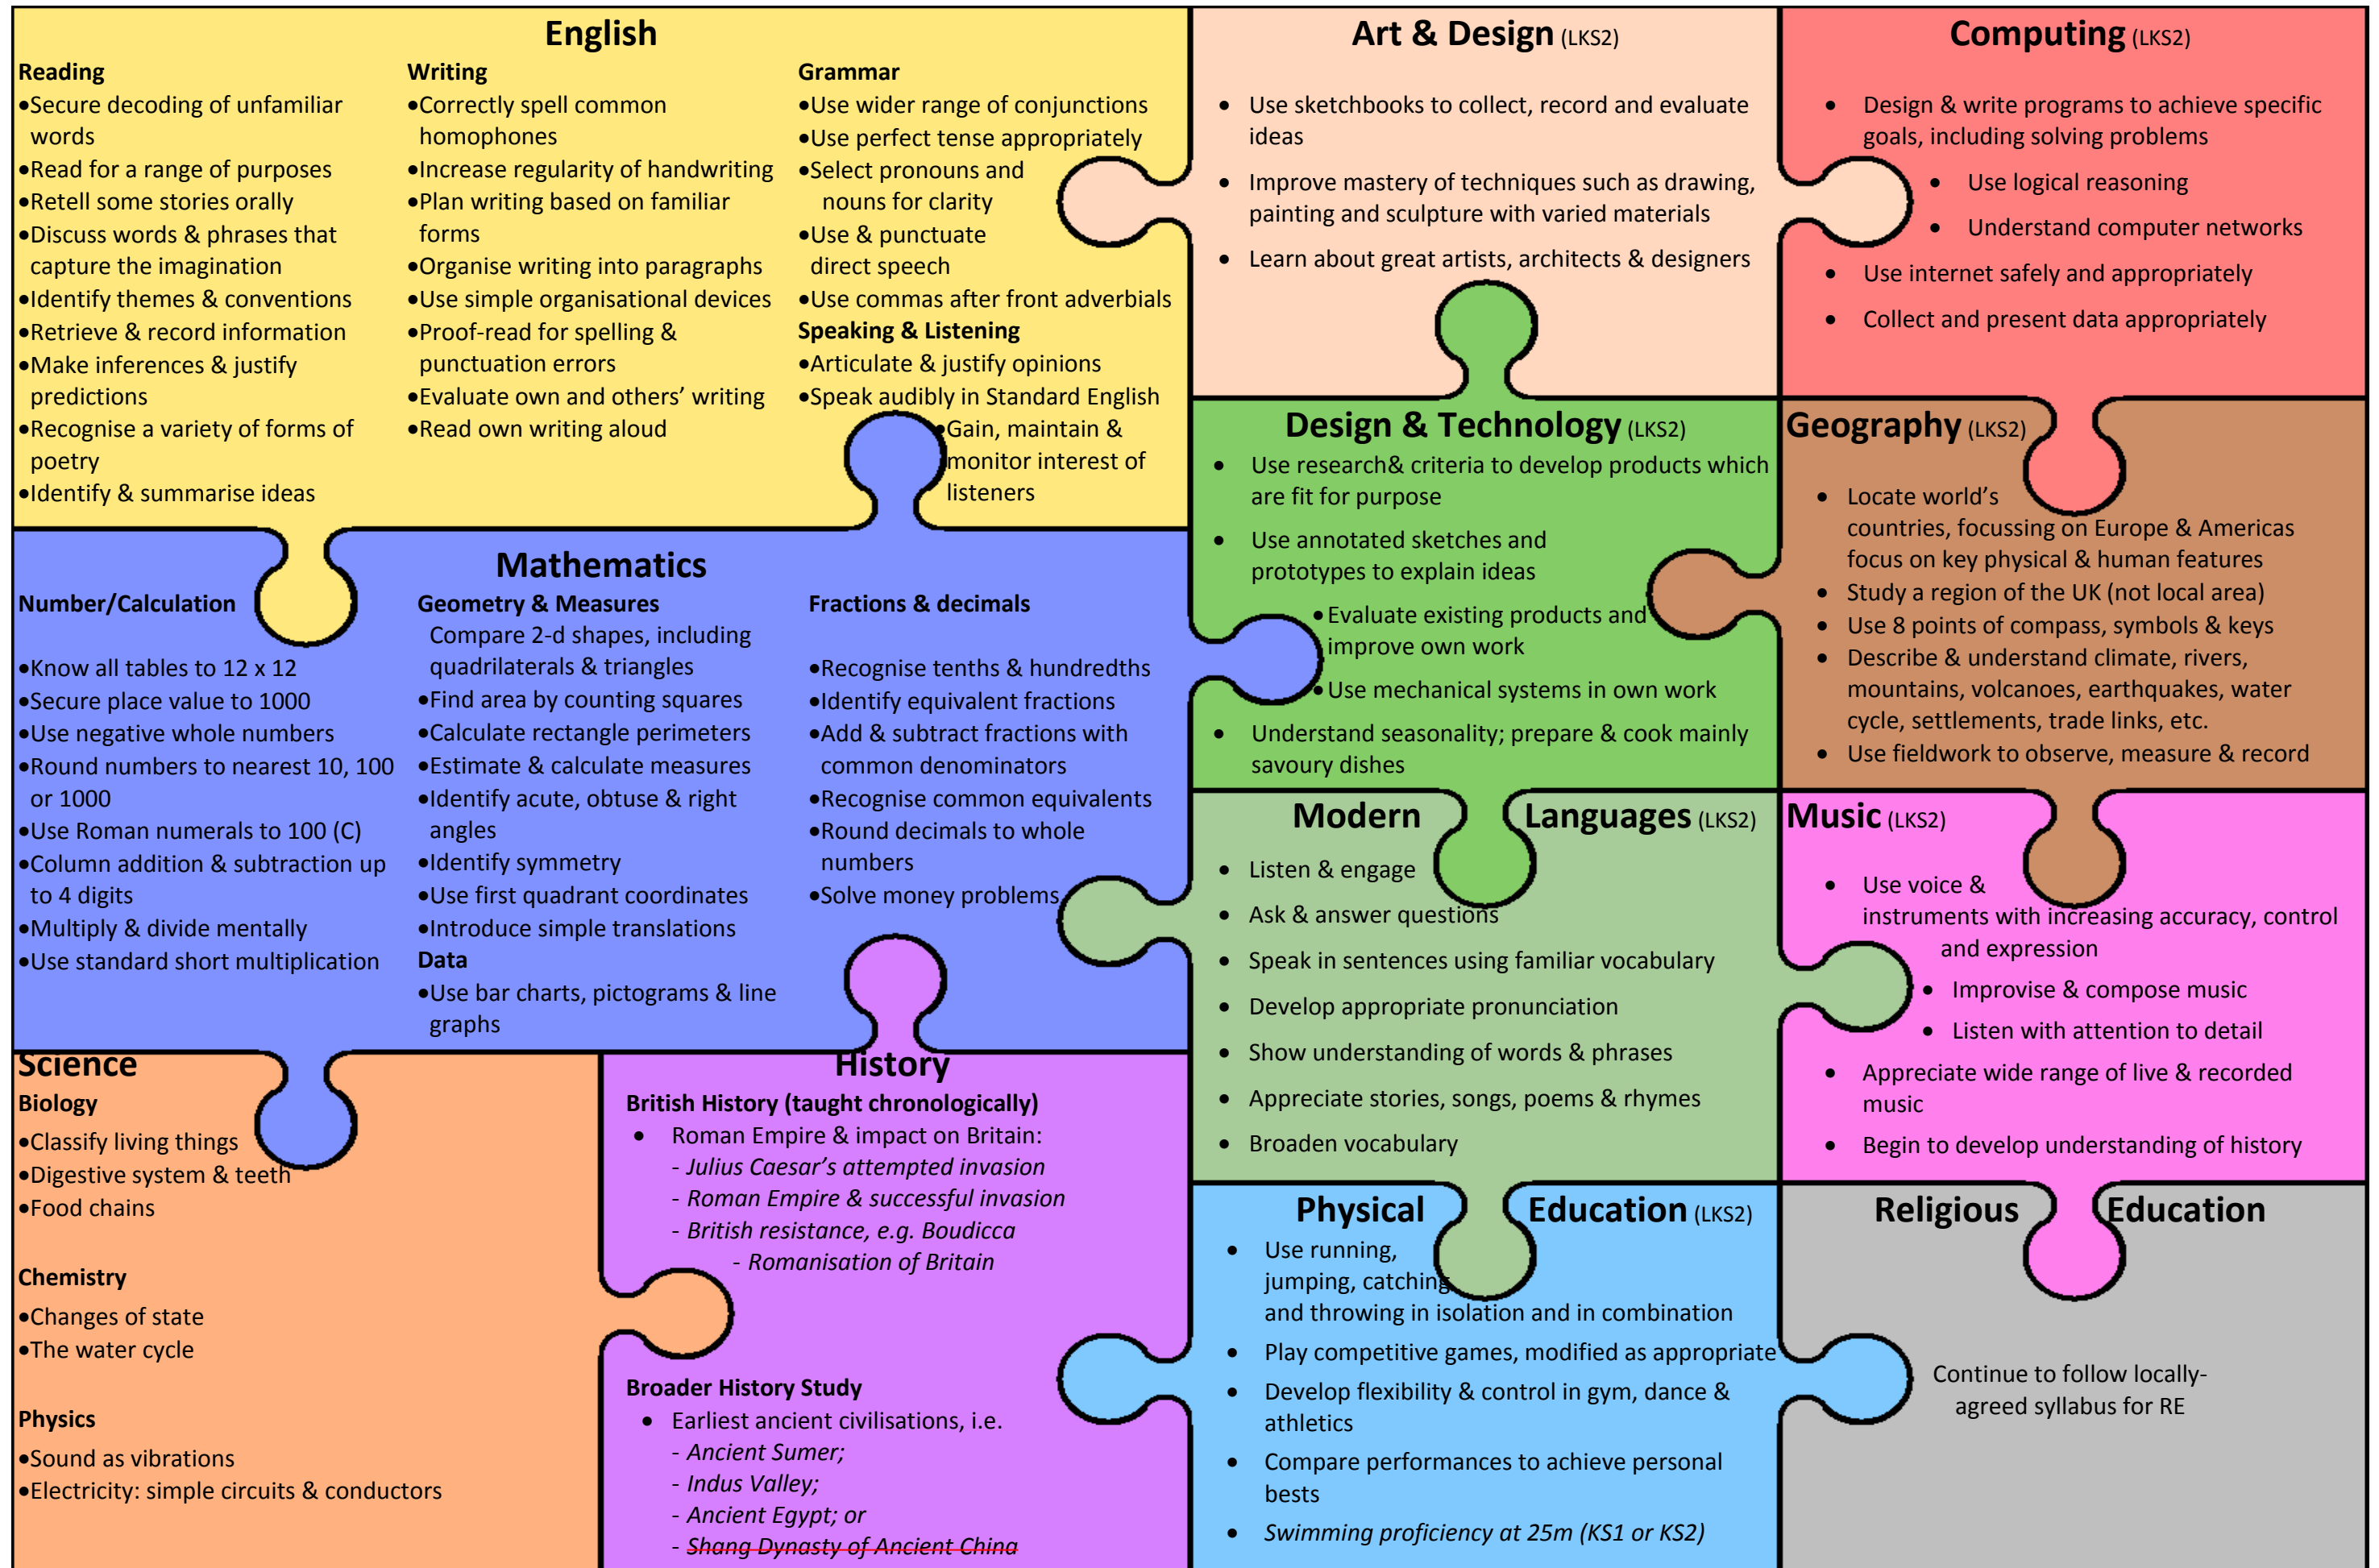 English
Reading
•Secure decoding of unfamiliar
words
•Read for a range of purposes
•Retell some stories orally
•Discuss words & phrases that
capture the imagination
•Identify themes & conventions
•Retrieve & record information
•Make inferences & justify
predictions
•Recognise a variety of forms of
poetry
•Identify & summarise ideas
Writing
•Correctly spell common
homophones
•Increase regularity of handwriting
•Plan writing based on familiar
forms
•Organise writing into paragraphs
•Use simple organisational devices
•Proof-read for spelling &
punctuation errors
•Evaluate own and others’ writing
•Read own writing aloud
Grammar
•Use wider range of conjunctions
•Use perfect tense appropriately
•Select pronouns and
nouns for clarity
•Use & punctuate
direct speech
•Use commas after front adverbials
Speaking & Listening
•Articulate & justify opinions
•Speak audibly in Standard English
•Gain, maintain &
monitor interest of
listeners
Art & Design (LKS2)
• Use sketchbooks to collect, record and evaluate
ideas
• Improve mastery of techniques such as drawing,
painting and sculpture with varied materials
• Learn about great artists, architects & designers
Computing (LKS2)
• Design & write programs to achieve specific
goals, including solving problems
• Use logical reasoning
• Understand computer networks
• Use internet safely and appropriately
• Collect and present data appropriately
Mathematics
Number/Calculation
•Know all tables to 12 x 12
•Secure place value to 1000
•Use negative whole numbers
•Round numbers to nearest 10, 100
or 1000
•Use Roman numerals to 100 (C)
•Column addition & subtraction up
to 4 digits
•Multiply & divide mentally
•Use standard short multiplication
Geometry & Measures
Compare 2-d shapes, including
quadrilaterals & triangles
•Find area by counting squares
•Calculate rectangle perimeters
•Estimate & calculate measures
•Identify acute, obtuse & right
angles
•Identify symmetry
•Use first quadrant coordinates
•Introduce simple translations
Data
•Use bar charts, pictograms & line
graphs
Fractions & decimals
•Recognise tenths & hundredths
•Identify equivalent fractions
•Add & subtract fractions with
common denominators
•Recognise common equivalents
•Round decimals to whole
numbers
•Solve money problems
Design & Technology (LKS2)
• Use research& criteria to develop products which
are fit for purpose
• Use annotated sketches and
prototypes to explain ideas
•Evaluate existing products and
improve own work
•Use mechanical systems in own work
• Understand seasonality; prepare & cook mainly
savoury dishes
Geography (LKS2)
• Locate world’s
countries, focussing on Europe & Americas
focus on key physical & human features
• Study a region of the UK (not local area)
• Use 8 points of compass, symbols & keys
• Describe & understand climate, rivers,
mountains, volcanoes, earthquakes, water
cycle, settlements, trade links, etc.
• Use fieldwork to observe, measure & record
Modern Languages (LKS2)
• Listen & engage
• Ask & answer questions
• Speak in sentences using familiar vocabulary
• Develop appropriate pronunciation
• Show understanding of words & phrases
• Appreciate stories, songs, poems & rhymes
• Broaden vocabulary
Music (LKS2)
• Use voice &
instruments with increasing accuracy, control
and expression
• Improvise & compose music
• Listen with attention to detail
• Appreciate wide range of live & recorded
music
• Begin to develop understanding of history
Science
Biology
•Classify living things
•Digestive system & teeth
•Food chains
Chemistry
•Changes of state
•The water cycle
Physics
•Sound as vibrations
•Electricity: simple circuits & conductors
History
British History (taught chronologically)
• Roman Empire & impact on Britain:
- Julius Caesar’s attempted invasion
- Roman Empire & successful invasion
- British resistance, e.g. Boudicca
- Romanisation of Britain
Broader History Study
• Earliest ancient civilisations, i.e.
- Ancient Sumer;
- Indus Valley;
- Ancient Egypt; or
- Shang Dynasty of Ancient China
Physical Education (LKS2)
• Use running,
jumping, catching
and throwing in isolation and in combination
• Play competitive games, modified as appropriate
• Develop flexibility & control in gym, dance &
athletics
• Compare performances to achieve personal
bests
• Swimming proficiency at 25m (KS1 or KS2)
Religious Education
Continue to follow locally-
agreed syllabus for RE